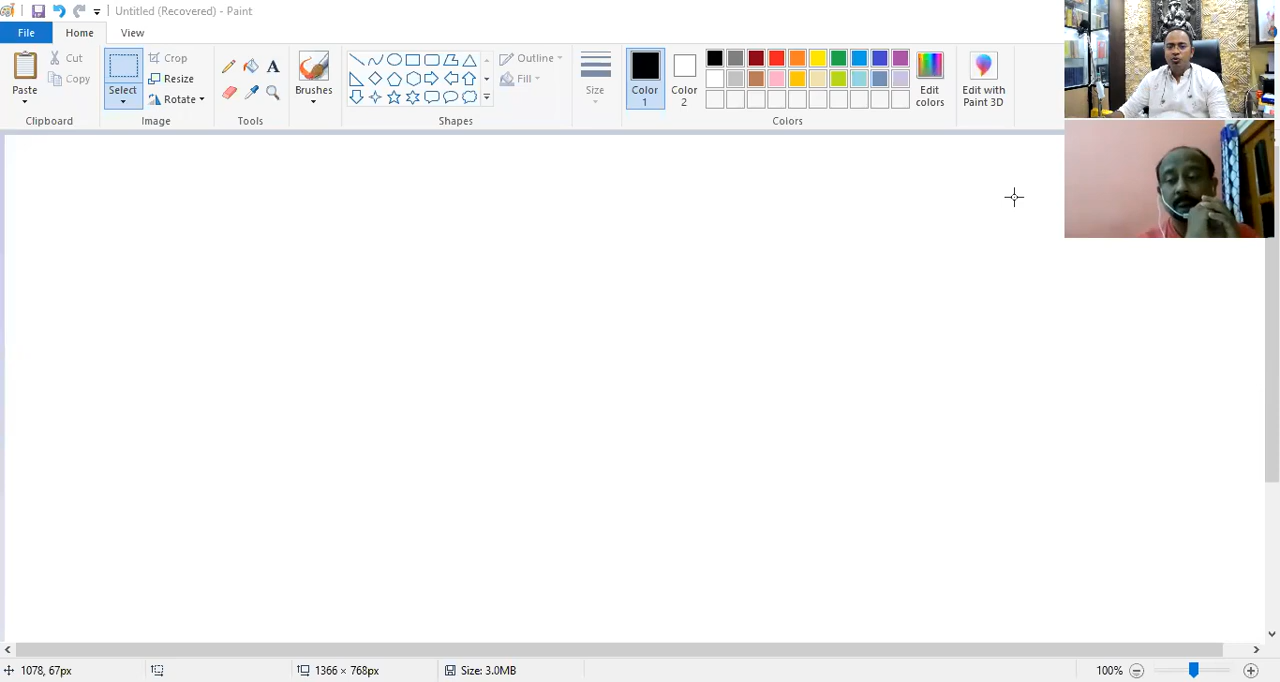 Untitled (Recovered) - Paint
File
Home
View
Paste
Cut
Copy
Clipboard
Select
Crop
Resize
Rotate
Image
A
Tools
Brushes
Shapes
Outline
Fill
Size
Color 1
Color 2
Edit colors
Colors
Edit with Paint 3D
1078, 67px
1366 × 768px
Size: 3.0MB
100%